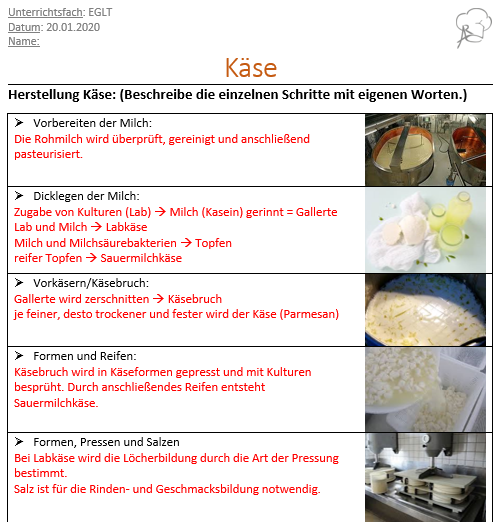 Unterrichtsfach: EGLT
Datum: 20.01.2020
Name:
Käse
Herstellung Käse: (Beschreibe die einzelnen Schritte mit eigenen Worten.)
➢ Vorbereiten der Milch:
Die Rohmilch wird überprüft, gereinigt und anschließend
pasteurisiert.
➢ Dicklegen der Milch:
Zugabe von Kulturen (Lab) → Milch (Kasein) gerinnt = Gallerte
Lab und Milch → Labkäse
Milch und Milchsäurebakterien → Topfen
reifer Topfen → Sauermilchkäse
➢ Vorkäsern/Käsebruch:
Gallerte wird zerschnitten → Käsebruch
je feiner, desto trockener und fester wird der Käse (Parmesan)
➢ Formen und Reifen:
Käsebruch wird in Käseformen gepresst und mit Kulturen
besprüht. Durch anschließendes Reifen entsteht
Sauermilchkäse.
➢ Formen, Pressen und Salzen
Bei Labkäse wird die Löcherbildung durch die Art der Pressung
bestimmt.
Salz ist für die Rinden- und Geschmacksbildung notwendig.